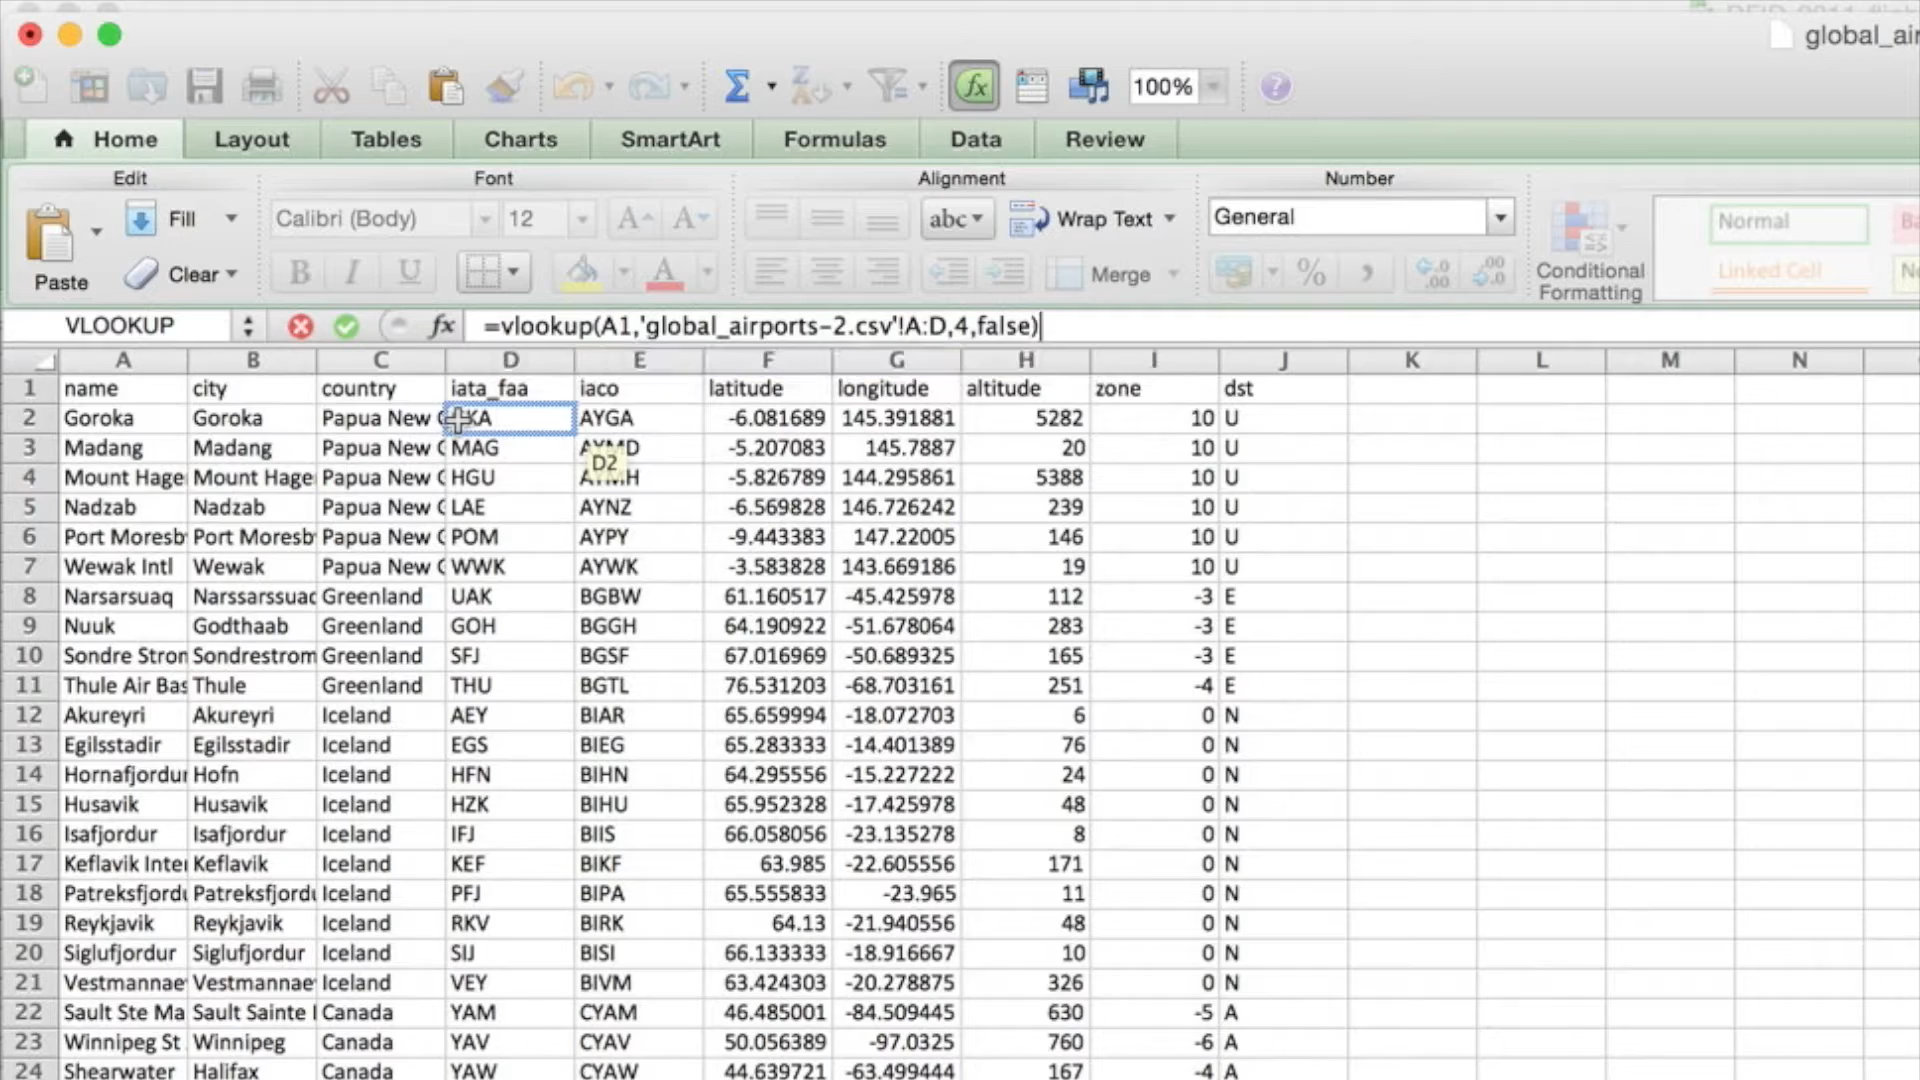 global_air
100%
Home Layout Tables Charts SmartArt Formulas Data Review
Edit Font Alignment Number
Fill Calibri (Body) 12 A A abc Wrap Text General Normal
Paste Clear B I U A Merge % Conditional Formatting Linked Cell
VLOOKUP fx =vlookup(A1,'global_airports-2.csv'!A:D,4,false)
A B C D E F G H I J K L M N
1 name city country iata_faa iaco latitude longitude altitude zone dst
2 Goroka Goroka Papua New AYGA -6.081689 145.391881 5282 10 U
3 Madang Madang Papua New MAG AYMD -5.207083 145.7887 20 10 U
D2
4 Mount Hage Mount Hage Papua New HGU AYMH -5.826789 144.295861 5388 10 U
5 Nadzab Nadzab Papua New LAE AYNZ -6.569828 146.726242 239 10 U
6 Port Moresb Port Moresb Papua New POM AYPY -9.443383 147.22005 146 10 U
7 Wewak Intl Wewak Papua New WWK AYWK -3.583828 143.669186 19 10 U
8 Narsarsuaq Narssarssuac Greenland UAK BGBW 61.160517 -45.425978 112 -3 E
9 Nuuk Godthaab Greenland GOH BGGH 64.190922 -51.678064 283 -3 E
10 Sondre Stron Sondrestrom Greenland SFJ BGSF 67.016969 -50.689325 165 -3 E
11 Thule Air Bas Thule Greenland THU BGTL 76.531203 -68.703161 251 -4 E
12 Akureyri Akureyri Iceland AEY BIAR 65.659994 -18.072703 6 0 N
13 Egilsstadir Egilsstadir Iceland EGS BIEG 65.283333 -14.401389 76 0 N
14 Hornafjordur Hofn Iceland HFN BIHN 64.295556 -15.227222 24 0 N
15 Husavik Husavik Iceland HZK BIHU 65.952328 -17.425978 48 0 N
16 Isafjordur Isafjordur Iceland IFJ BIIS 66.058056 -23.135278 8 0 N
17 Keflavik Inter Keflavik Iceland KEF BIKF 63.985 -22.605556 171 0 N
18 Patreksfjordu Patreksfjordu Iceland PFJ BIPA 65.555833 -23.965 11 0 N
19 Reykjavik Reykjavik Iceland RKV BIRK 64.13 -21.940556 48 0 N
20 Siglufjordur Siglufjordur Iceland SIJ BISI 66.133333 -18.916667 10 0 N
21 Vestmannaey Vestmannaey Iceland VEY BIVM 63.424303 -20.278875 326 0 N
22 Sault Ste Ma Sault Sainte Canada YAM CYAM 46.485001 -84.509445 630 -5 A
23 Winnipeg St Winnipeg Canada YAV CYAV 50.056389 -97.0325 760 -6 A
24 Shearwater Halifax Canada YAW CYAW 44.639721 -63.499444 167 -4 A